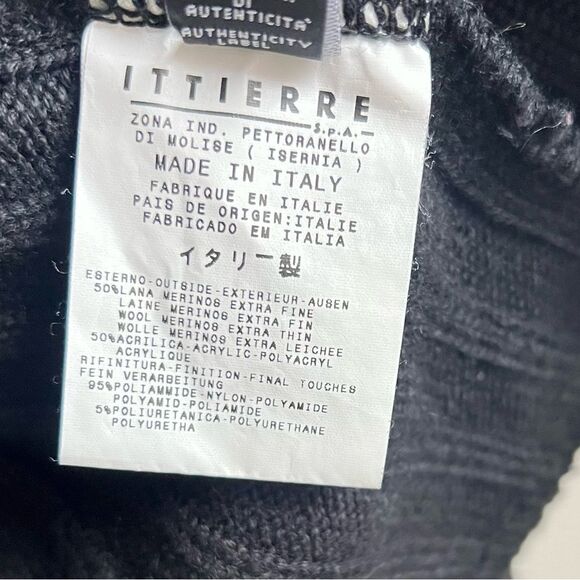 DI
AUTENTICITA'
AUTHENTICITY
LABEL
ITTIERRE
S.p.A.
ZONA IND. PETTORANELLO
DI MOLISE ( ISERNIA )
MADE IN ITALY
FABRIQUE EN ITALIE
PAIS DE ORIGEN:ITALIE
FABRICADO EM ITALIA
イタリー製
ESTERNO-OUTSIDE-EXTERIEUR-AUSEN
50%LANA MERINOS EXTRA FINE
LAINE MERINOS EXTRA FIN
WOOL MERINOS EXTRA THIN
WOLLE MERINOS EXTRA LEICHEE
50%ACRILICA-ACRYLIC-POLYACRYL
ACRYLIQUE
RIFINITURA-FINITION-FINAL TOUCHES
FEIN VERARBEITUNG
95%POLIAMMIDE-NYLON-POLYAMIDE
POLYAMID-POLIAMIDE
5%POLIURETANICA-POLYURETHANE
POLYURETHA